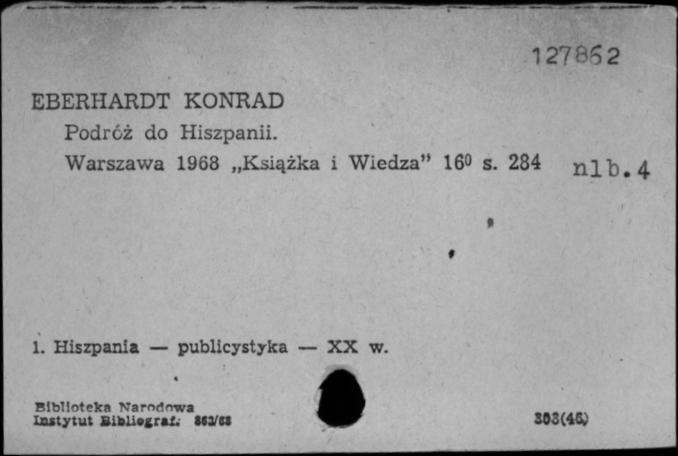 127862
EBERHARDT KONRAD
Podróż do Hiszpanii.
Warszawa 1968 „Książka i Wiedza” 16⁰ s. 284 nlb.4
1. Hiszpania — publicystyka — XX w.
Biblioteka Narodowa
Instytut Bibliograf. 863/68 308(46)